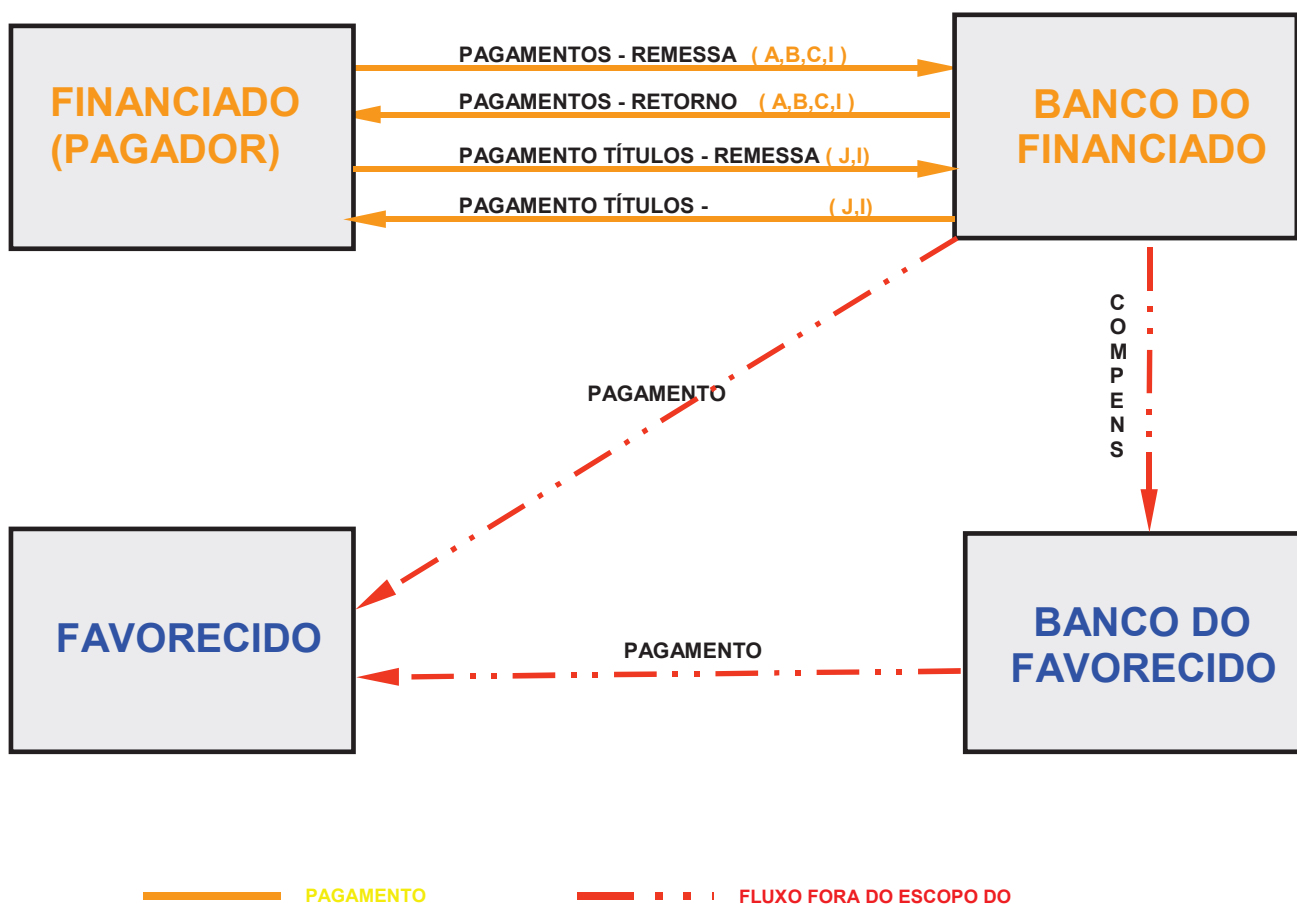 PAGAMENTOS - REMESSA ( A,B,C,I )
FINANCIADO
(PAGADOR)
PAGAMENTOS - RETORNO ( A,B,C,I )
BANCO DO
FINANCIADO
PAGAMENTO TÍTULOS - REMESSA ( J,I)
PAGAMENTO TÍTULOS - ( J,I)
C
O
M
P
E
N
S
PAGAMENTO
FAVORECIDO
PAGAMENTO
BANCO DO
FAVORECIDO
PAGAMENTO
FLUXO FORA DO ESCOPO DO